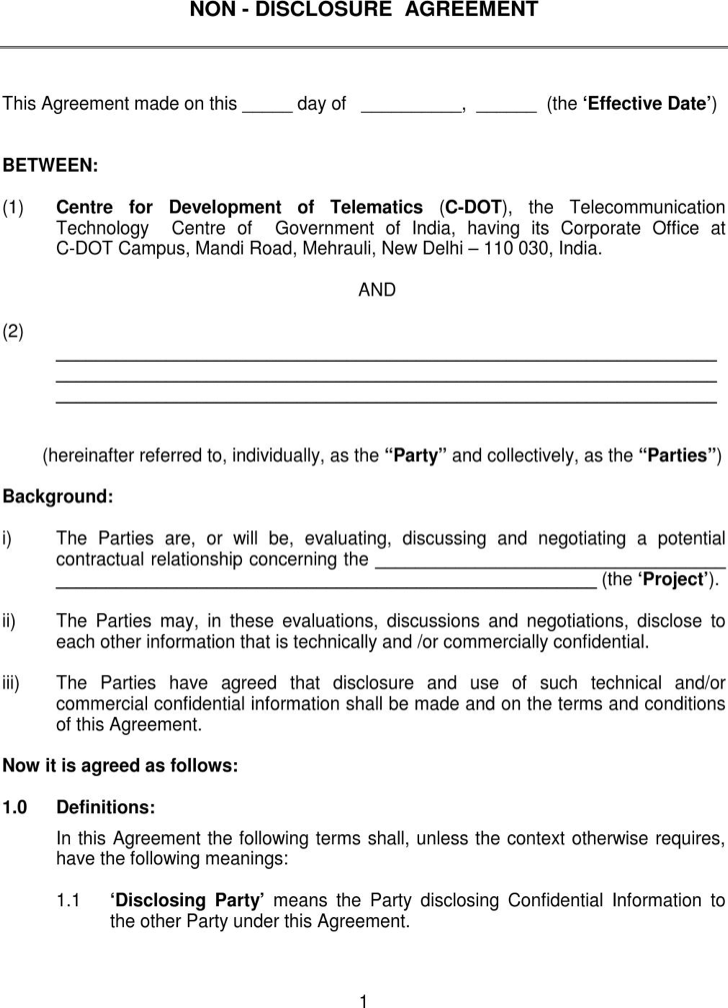 NON - DISCLOSURE AGREEMENT
This Agreement made on this _____ day of __________, ______ (the ‘Effective Date’)
BETWEEN:
(1) Centre for Development of Telematics (C-DOT), the Telecommunication
Technology Centre of Government of India, having its Corporate Office at
C-DOT Campus, Mandi Road, Mehrauli, New Delhi – 110 030, India.
AND
(2)
__________________________________________________________________
__________________________________________________________________
__________________________________________________________________
(hereinafter referred to, individually, as the “Party” and collectively, as the “Parties”)
Background:
i) The Parties are, or will be, evaluating, discussing and negotiating a potential
contractual relationship concerning the ___________________________________
______________________________________________________ (the ‘Project’).
ii) The Parties may, in these evaluations, discussions and negotiations, disclose to
each other information that is technically and /or commercially confidential.
iii) The Parties have agreed that disclosure and use of such technical and/or
commercial confidential information shall be made and on the terms and conditions
of this Agreement.
Now it is agreed as follows:
1.0 Definitions:
In this Agreement the following terms shall, unless the context otherwise requires,
have the following meanings:
1.1 ‘Disclosing Party’ means the Party disclosing Confidential Information to
the other Party under this Agreement.
1